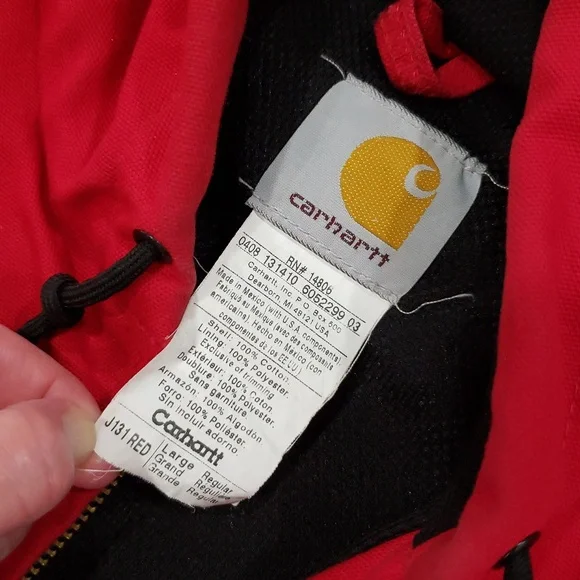 carhartt
RN# 14806
0408 131410 6052299 03
Carhartt, Inc. P.O. Box 500,
Dearborn, MI 48121 USA
Made in Mexico (with U.S.A. components)
Fabriqué au Mexique (avec des composants
americains) Hecho en Mexico (con
componentes de los EE.UU.)
Shell: 100% Cotton.
Lining: 100% Polyester.
Exclusive of trimming
Extérieur: 100% Coton
Doublure: 100% Polyester.
Sans garniture.
Armazón: 100% Algodón
Forro: 100% Poliéster.
Sin incluir adorno.
Carhartt
J131 RED
Large Regular
Grand Regulier
Grande Regular